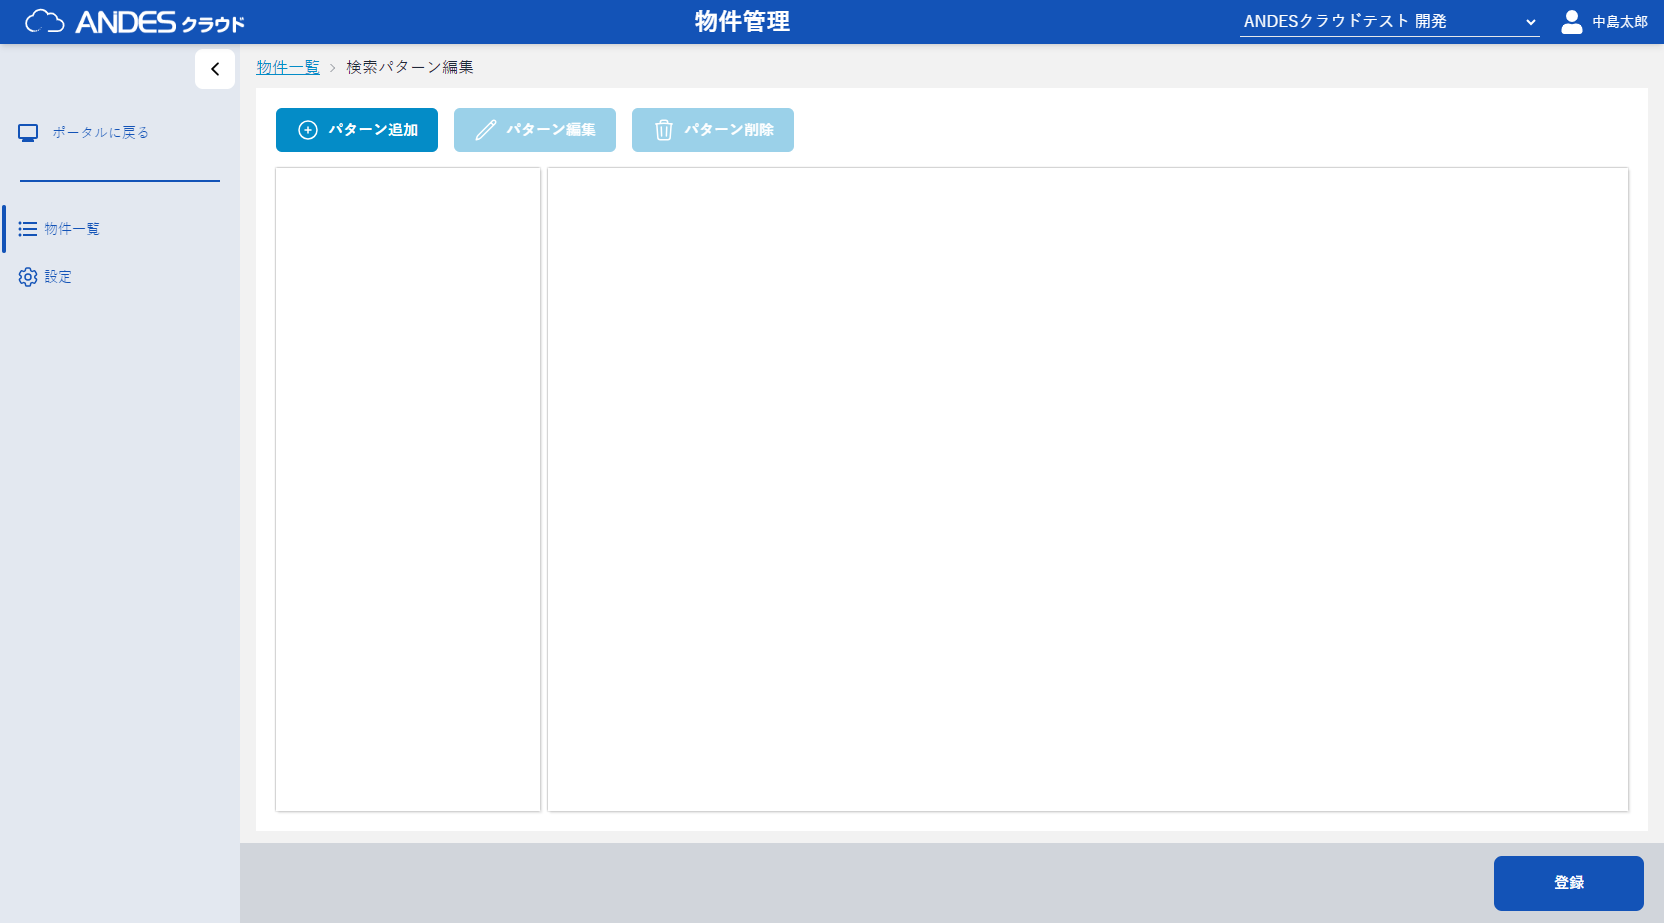 ANDES クラウド
物件管理
ANDESクラウドテスト 開発
中島太郎
物件一覧 > 検索パターン編集
ポータルに戻る
物件一覧
設定
パターン追加
パターン編集
パターン削除
登録